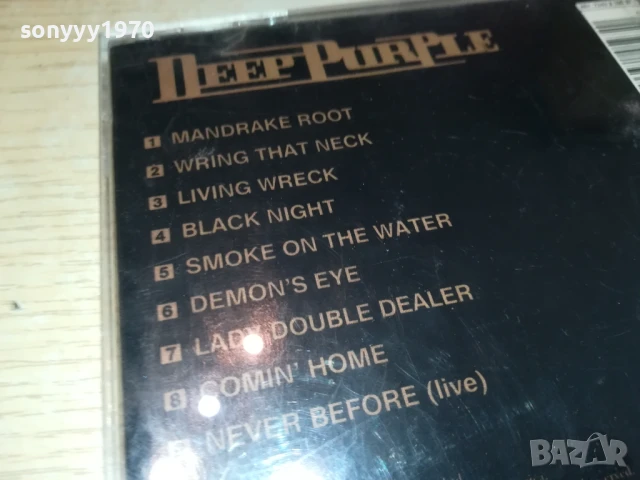 sonyyy1970)
DEEP PURPLE
1 MANDRAKE ROOT
2 WRING THAT NECK
3 LIVING WRECK
4 BLACK NIGHT
5 SMOKE ON THE WATER
6 DEMON'S EYE
7 LADY DOUBLE DEALER
8 COMIN' HOME
NEVER BEFORE (live)
BAZAR